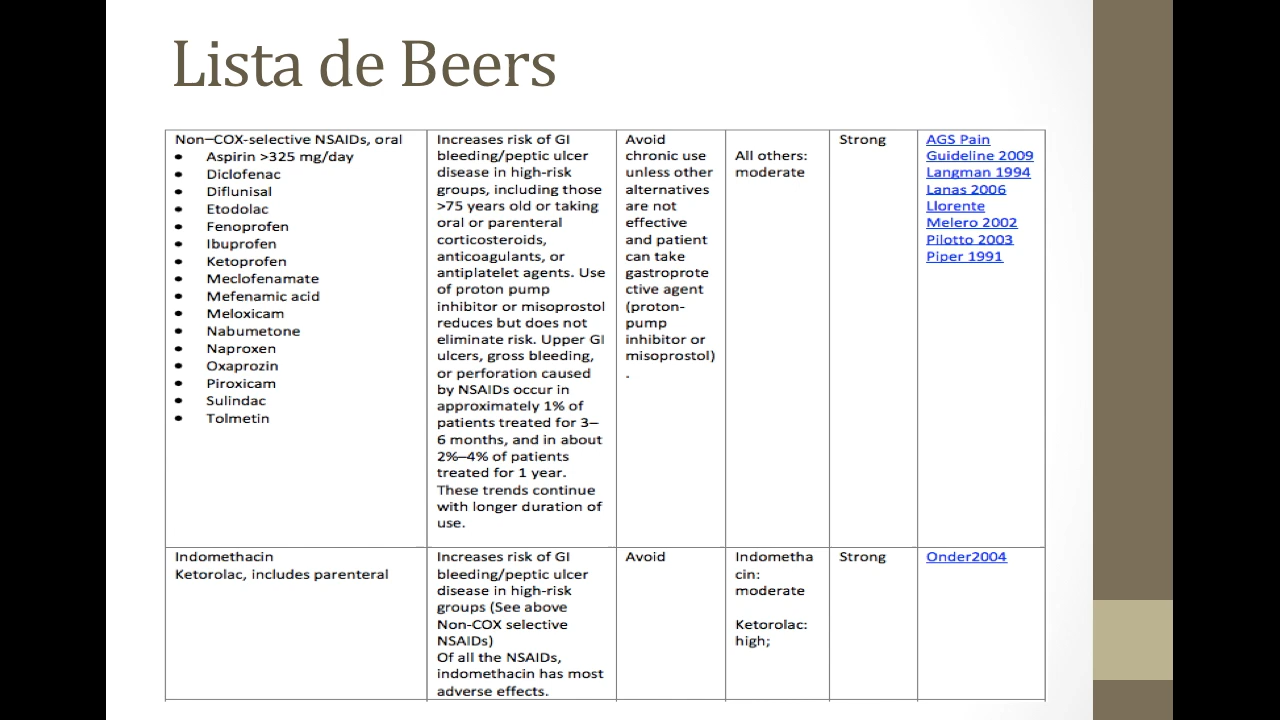 Lista de Beers
Non–COX-selective NSAIDs, oral
• Aspirin >325 mg/day
• Diclofenac
• Diflunisal
• Etodolac
• Fenoprofen
• Ibuprofen
• Ketoprofen
• Meclofenamate
• Mefenamic acid
• Meloxicam
• Nabumetone
• Naproxen
• Oxaprozin
• Piroxicam
• Sulindac
• Tolmetin
Increases risk of GI
bleeding/peptic ulcer
disease in high-risk
groups, including those
>75 years old or taking
oral or parenteral
corticosteroids,
anticoagulants, or
antiplatelet agents. Use
of proton pump
inhibitor or misoprostol
reduces but does not
eliminate risk. Upper GI
ulcers, gross bleeding,
or perforation caused
by NSAIDs occur in
approximately 1% of
patients treated for 3–
6 months, and in about
2%–4% of patients
treated for 1 year.
These trends continue
with longer duration of
use.
Avoid
chronic use
unless other
alternatives
are not
effective
and patient
can take
gastroprote
ctive agent
(proton-
pump
inhibitor or
misoprostol)
.
All others:
moderate
Strong
AGS Pain
Guideline 2009
Langman 1994
Lanas 2006
Llorente
Melero 2002
Pilotto 2003
Piper 1991
Indomethacin
Ketorolac, includes parenteral
Increases risk of GI
bleeding/peptic ulcer
disease in high-risk
groups (See above
Non-COX selective
NSAIDs)
Of all the NSAIDs,
indomethacin has most
adverse effects.
Avoid
Indometha
cin:
moderate
Ketorolac:
high;
Strong
Onder2004